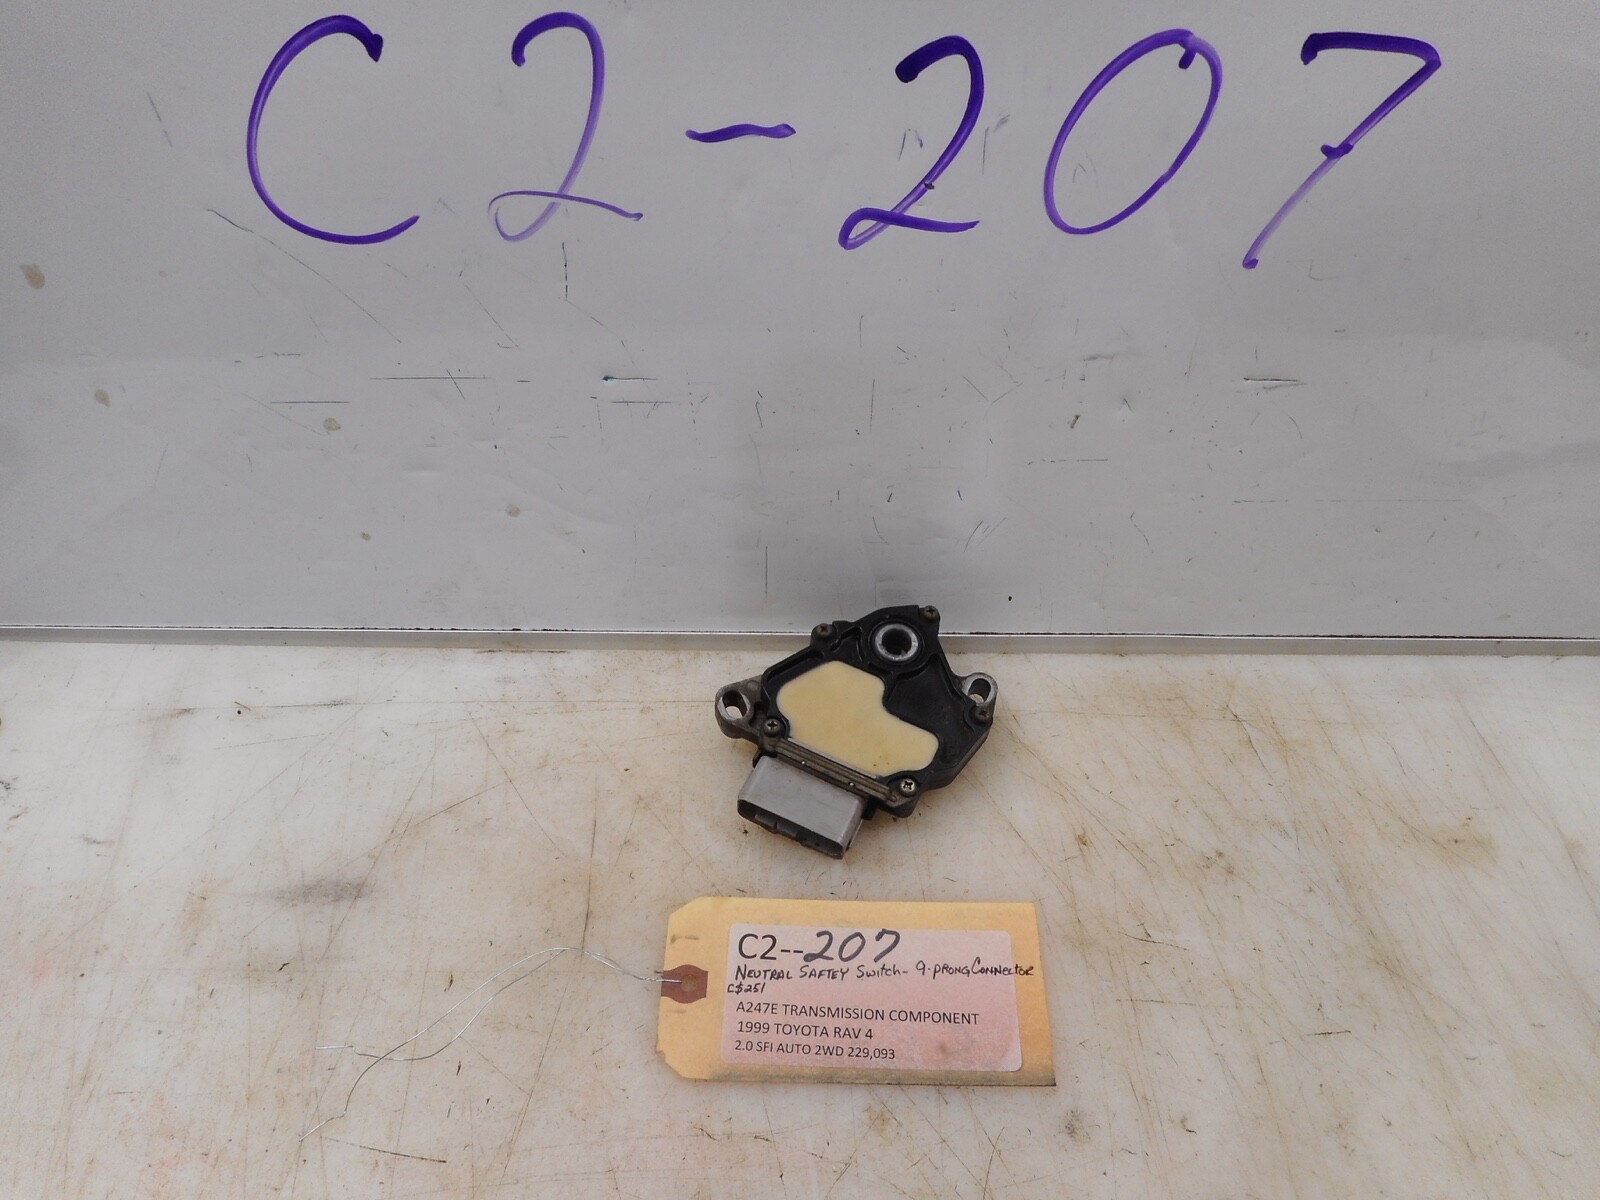 C2-207
C2--207
NEUTRAL SAFTEY SWitch - 9-PRONG CONNECTOR
C$251
A247E TRANSMISSION COMPONENT
1999 TOYOTA RAV 4
2.0 SFI AUTO 2WD 229,093